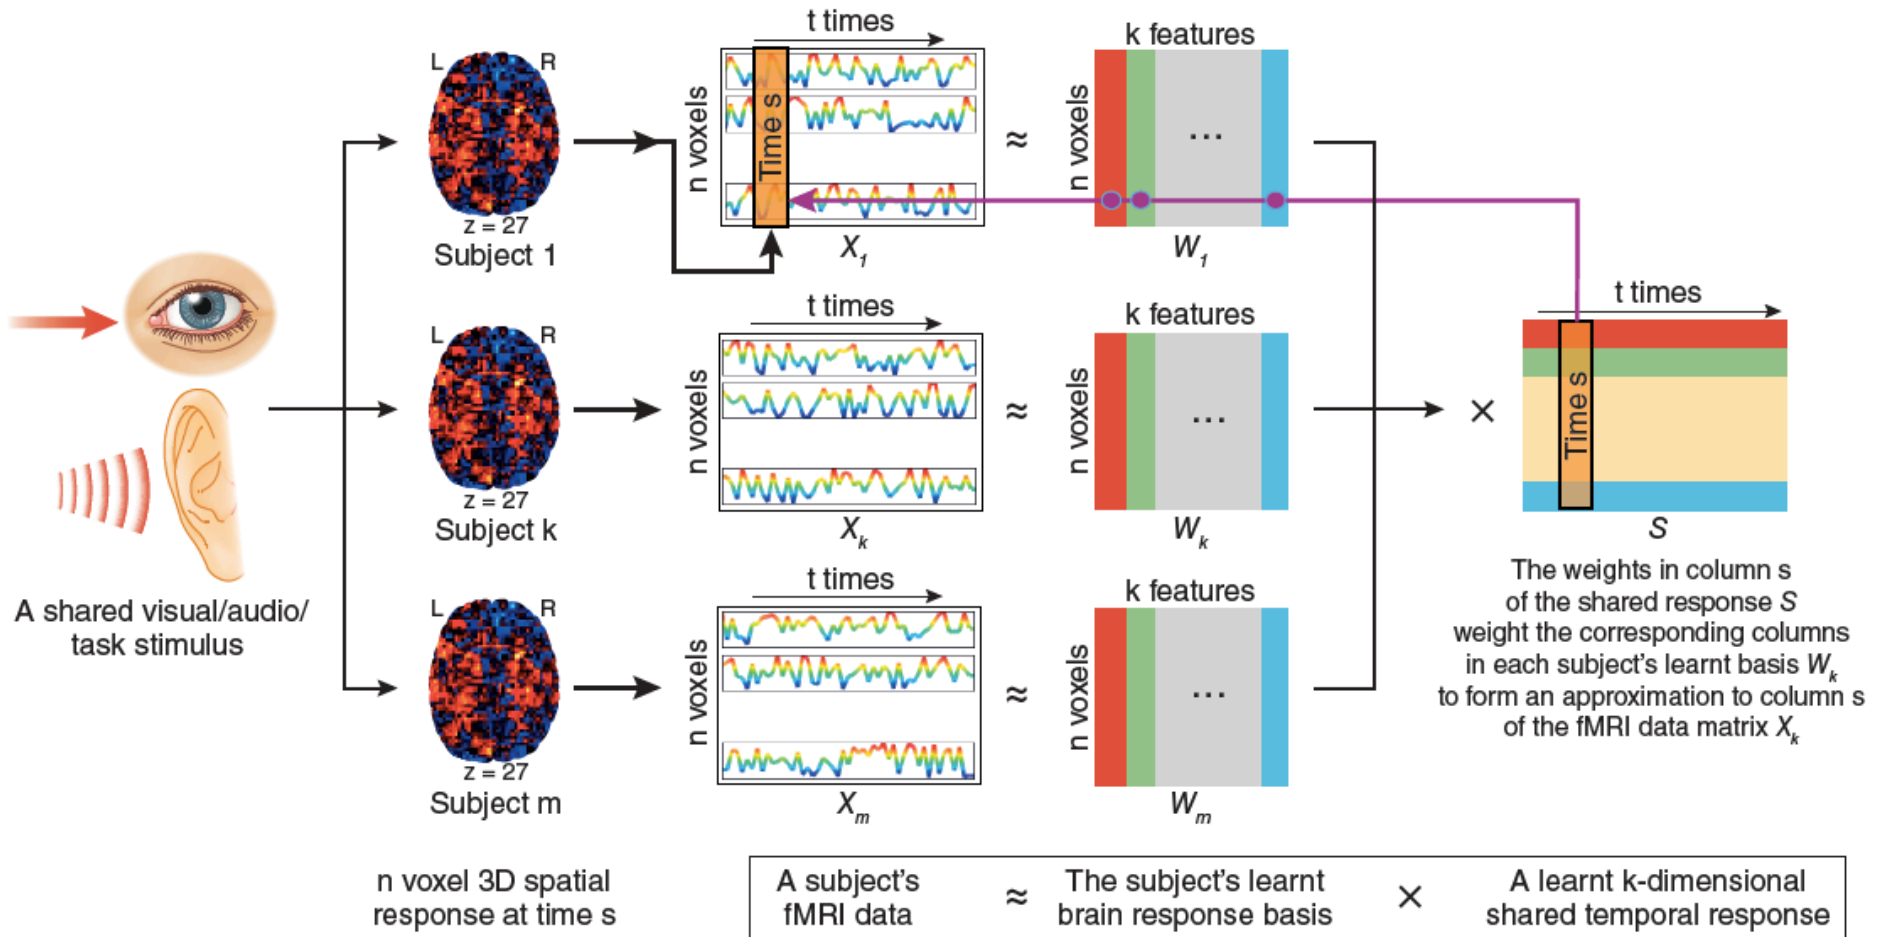 A shared visual/audio/
task stimulus
L R
z = 27
Subject 1
L R
z = 27
Subject k
L R
z = 27
Subject m
n voxel 3D spatial
response at time s
t times
n voxels
Time s
X1
≈
k features
n voxels
...
W1
t times
n voxels
Xk
≈
k features
n voxels
...
Wk
t times
n voxels
Xm
≈
k features
n voxels
...
Wm
×
t times
Time s
S
The weights in column s
of the shared response S
weight the corresponding columns
in each subject's learnt basis Wk
to form an approximation to column s
of the fMRI data matrix Xk
A subject's
fMRI data
≈
The subject's learnt
brain response basis
×
A learnt k-dimensional
shared temporal response